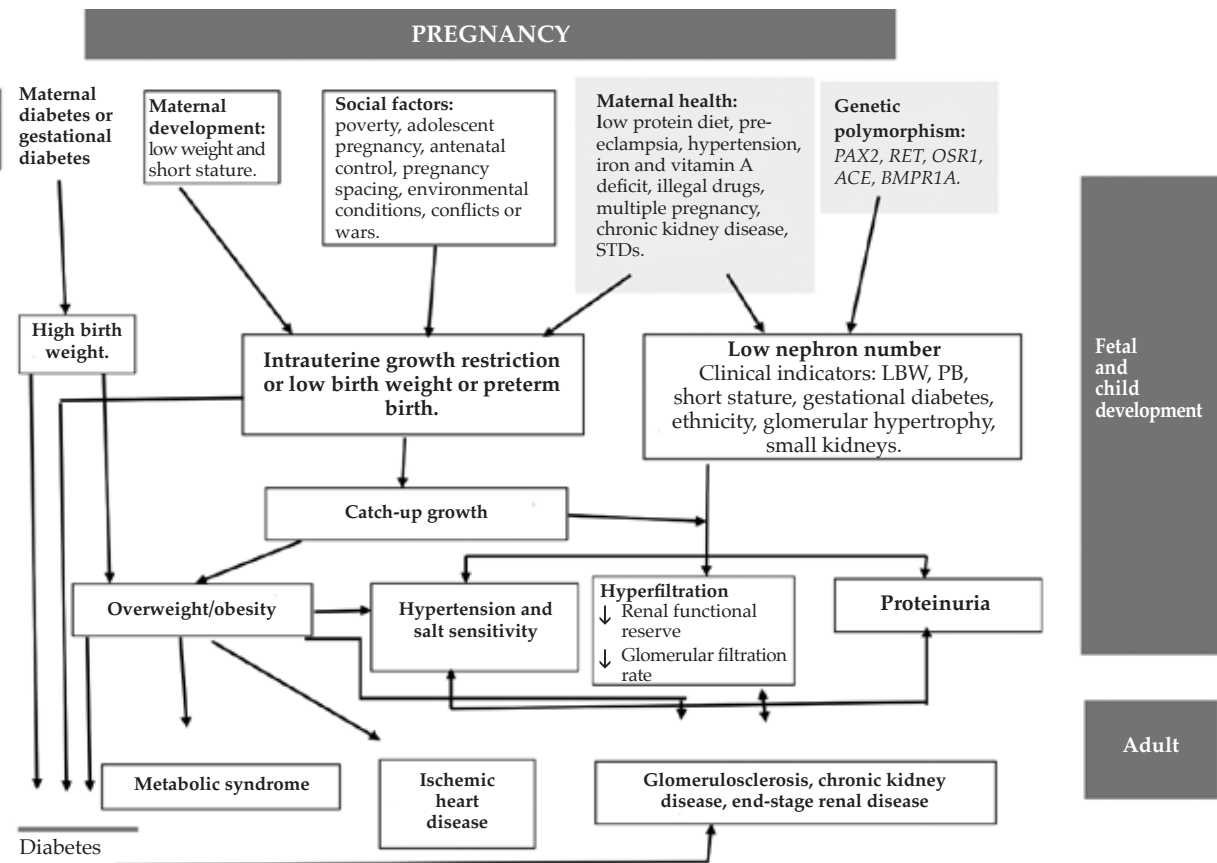 PREGNANCY
Maternal
diabetes or
gestational
diabetes
Maternal
development:
low weight and
short stature.
Social factors:
poverty, adolescent
pregnancy, antenatal
control, pregnancy
spacing, environmental
conditions, conflicts or
wars.
Maternal health:
low protein diet, pre-
eclampsia, hypertension,
iron and vitamin A
deficit, illegal drugs,
multiple pregnancy,
chronic kidney disease,
STDs.
Genetic
polymorphism:
PAX2, RET, OSR1,
ACE, BMPR1A.
High birth
weight.
Intrauterine growth restriction
or low birth weight or preterm
birth.
Low nephron number
Clinical indicators: LBW, PB,
short stature, gestational diabetes,
ethnicity, glomerular hypertrophy,
small kidneys.
Fetal
and
child
development
Catch-up growth
Overweight/obesity
Hypertension and
salt sensitivity
Hyperfiltration
↓ Renal functional
reserve
↓ Glomerular filtration
rate
Proteinuria
Adult
Metabolic syndrome
Ischemic
heart
disease
Glomerulosclerosis, chronic kidney
disease, end-stage renal disease
Diabetes